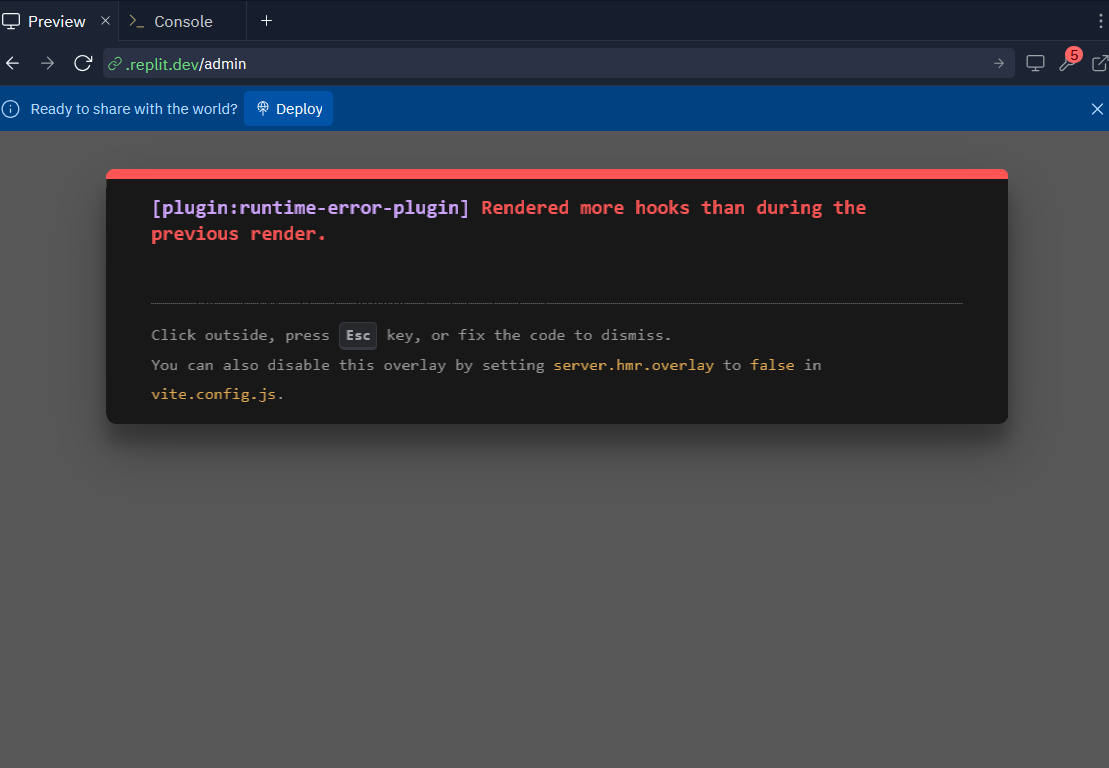 Preview
Console
.replit.dev/admin
5
Ready to share with the world?
Deploy
[plugin:runtime-error-plugin] Rendered more hooks than during the
previous render.
Click outside, press Esc key, or fix the code to dismiss.
You can also disable this overlay by setting server.hmr.overlay to false in
vite.config.js.